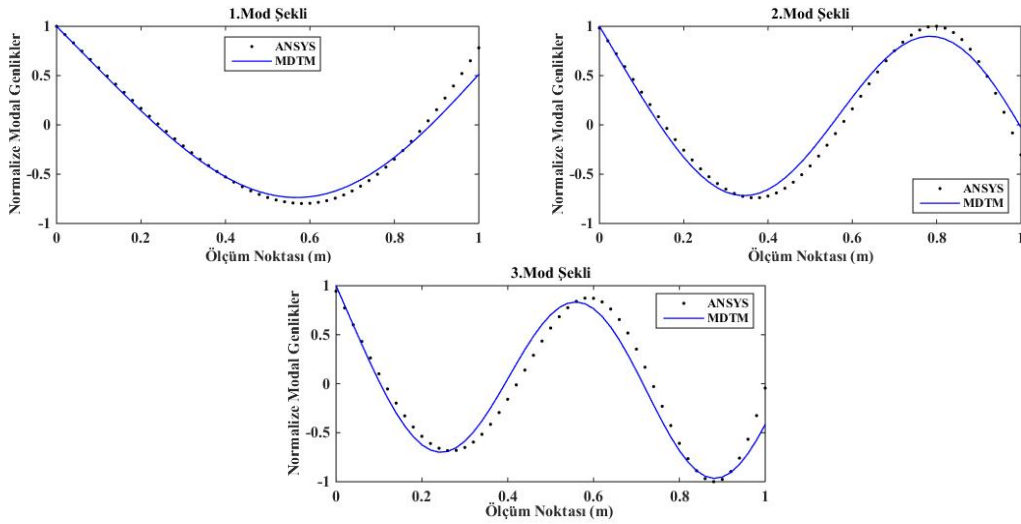 1.Mod Şekli
Normalize Modal Genlikler
1
0.5
0
-0.5
-1
ANSYS
MDTM
0 0.2 0.4 0.6 0.8 1
Ölçüm Noktası (m)
2.Mod Şekli
Normalize Modal Genlikler
1
0.5
0
-0.5
-1
ANSYS
MDTM
0 0.2 0.4 0.6 0.8 1
Ölçüm Noktası (m)
3.Mod Şekli
Normalize Modal Genlikler
1
0.5
0
-0.5
-1
ANSYS
MDTM
0 0.2 0.4 0.6 0.8 1
Ölçüm Noktası (m)